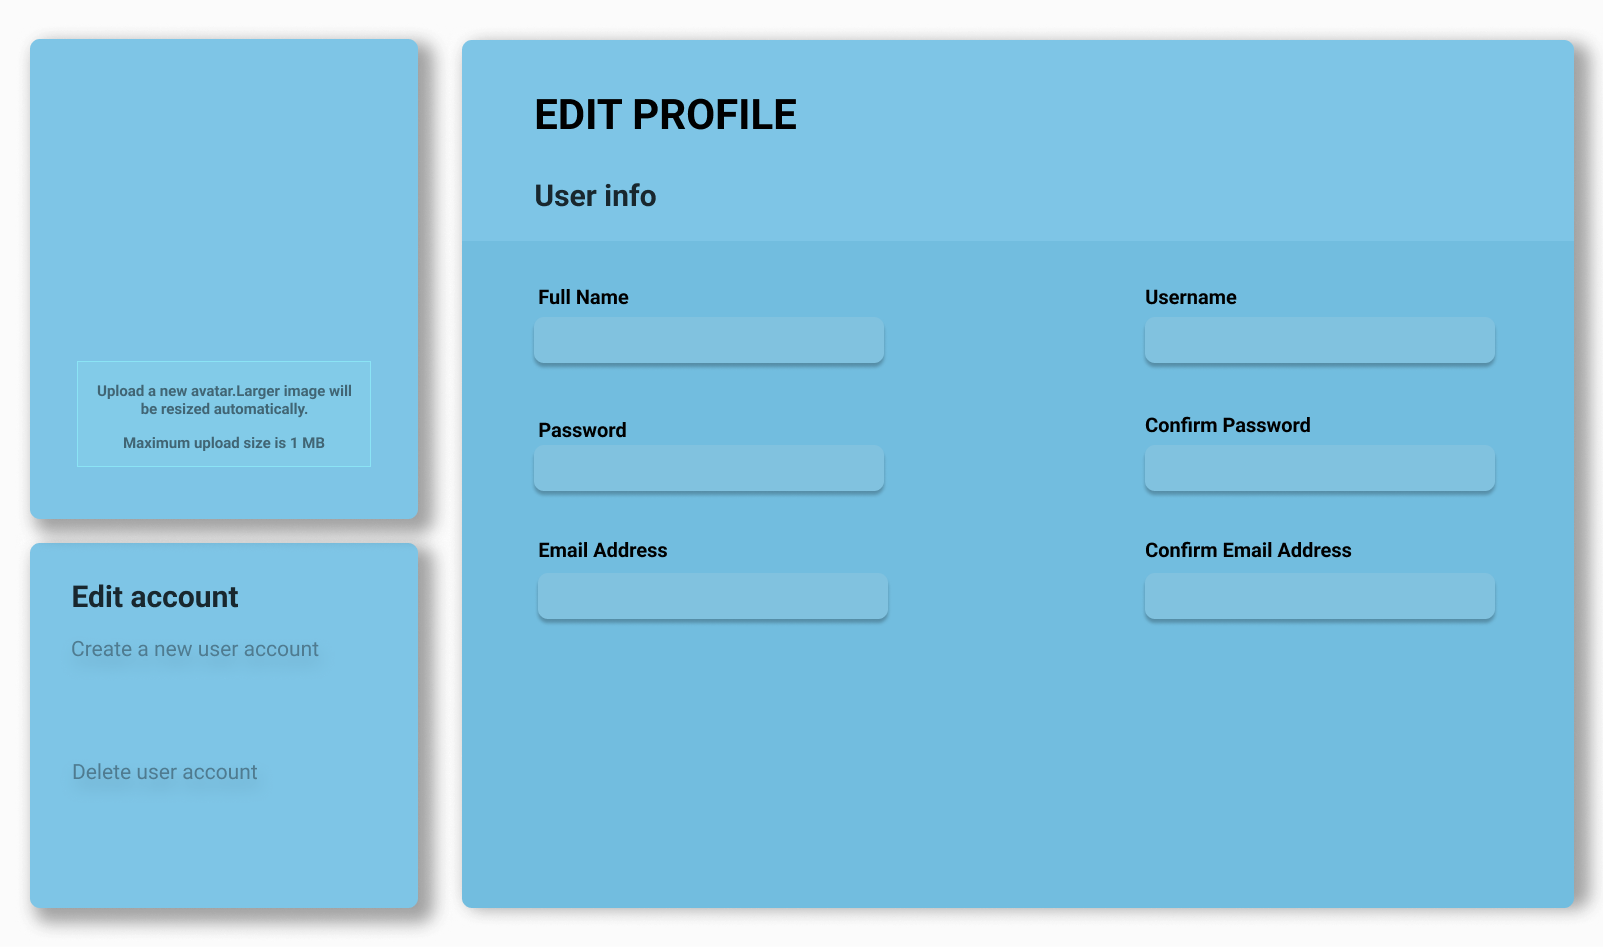 Upload a new avatar.Larger image will
be resized automatically.
Maximum upload size is 1 MB
Edit account
Create a new user account
Delete user account
EDIT PROFILE
User info
Full Name
Username
Password
Confirm Password
Email Address
Confirm Email Address